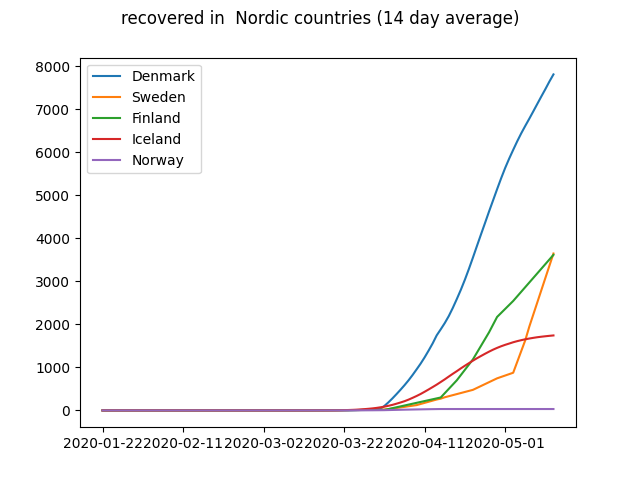 recovered in  Nordic countries (14 day average)
8000
7000
6000
5000
4000
3000
2000
1000
0
Denmark
Sweden
Finland
Iceland
Norway
2020-01-22 2020-02-11 2020-03-02 2020-03-22 2020-04-11 2020-05-01